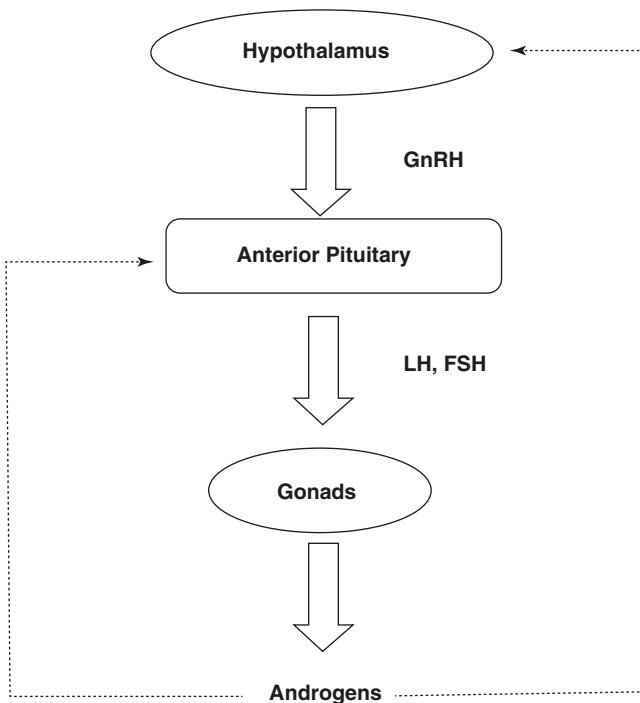 Hypothalamus
GnRH
Anterior Pituitary
LH, FSH
Gonads
Androgens